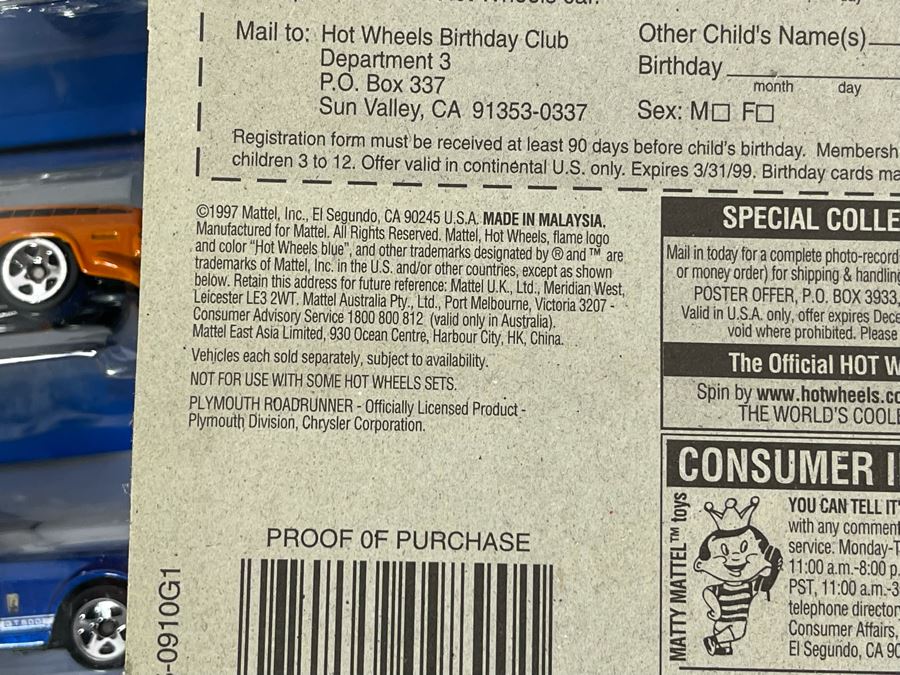 Mail to: Hot Wheels Birthday Club
Department 3
P.O. Box 337
Sun Valley, CA 91353-0337
Other Child's Name(s)
Birthday
month day
Sex: M□ F□
Registration form must be received at least 90 days before child's birthday. Membersh
children 3 to 12. Offer valid in continental U.S. only. Expires 3/31/99. Birthday cards ma
©1997 Mattel, Inc., El Segundo, CA 90245 U.S.A. MADE IN MALAYSIA.
Manufactured for Mattel. All Rights Reserved. Mattel, Hot Wheels, flame logo
and color "Hot Wheels blue", and other trademarks designated by ® and ™ are
trademarks of Mattel, Inc. in the U.S. and/or other countries, except as shown
below. Retain this address for future reference: Mattel U.K., Ltd., Meridian West,
Leicester LE3 2WT. Mattel Australia Pty., Ltd., Port Melbourne, Victoria 3207 -
Consumer Advisory Service 1800 800 812 (valid only in Australia).
Mattel East Asia Limited, 930 Ocean Centre, Harbour City, HK, China.
Vehicles each sold separately, subject to availability.
NOT FOR USE WITH SOME HOT WHEELS SETS.
PLYMOUTH ROADRUNNER - Officially Licensed Product -
Plymouth Division, Chrysler Corporation.
PROOF OF PURCHASE
-0910G1
SPECIAL COLLE
Mail in today for a complete photo-record
or money order) for shipping & handling
POSTER OFFER, P.O. BOX 3933,
Valid in U.S.A. only, offer expires Dece
void where prohibited. Please
The Official HOT W
Spin by www.hotwheels.co
THE WORLD'S COOL
CONSUMER I
MATTY MATTEL™ toys
YOU CAN TELL IT
with any comment
service. Monday-T
11:00 a.m.-8:00 p.
PST, 11:00 a.m.-3
telephone director
Consumer Affairs,
El Segundo, CA 90
GT500